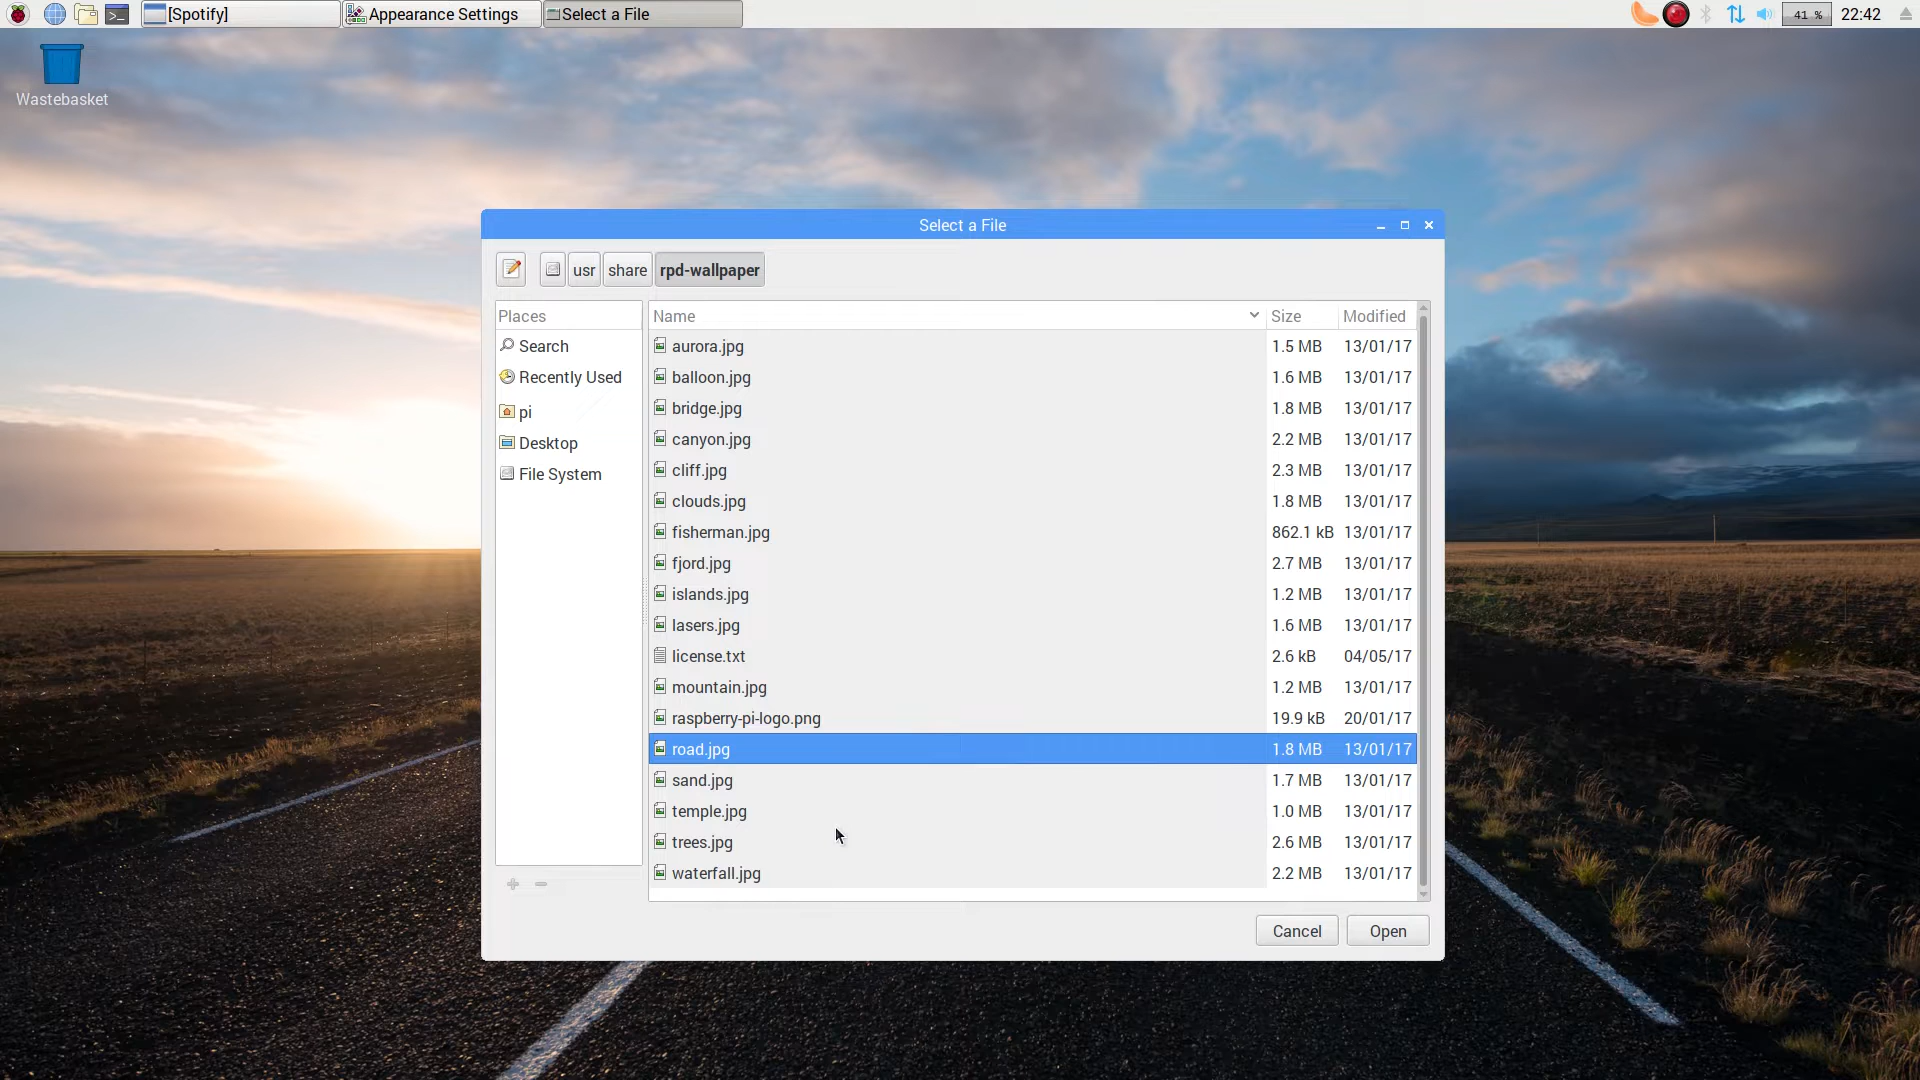 [Spotify] Appearance Settings Select a File 41 % 22:42
Wastebasket
Select a File
usr share rpd-wallpaper
Places
Search
Recently Used
pi
Desktop
File System
Name Size Modified
aurora.jpg 1.5 MB 13/01/17
balloon.jpg 1.6 MB 13/01/17
bridge.jpg 1.8 MB 13/01/17
canyon.jpg 2.2 MB 13/01/17
cliff.jpg 2.3 MB 13/01/17
clouds.jpg 1.8 MB 13/01/17
fisherman.jpg 862.1 kB 13/01/17
fjord.jpg 2.7 MB 13/01/17
islands.jpg 1.2 MB 13/01/17
lasers.jpg 1.6 MB 13/01/17
license.txt 2.6 kB 04/05/17
mountain.jpg 1.2 MB 13/01/17
raspberry-pi-logo.png 19.9 kB 20/01/17
road.jpg 1.8 MB 13/01/17
sand.jpg 1.7 MB 13/01/17
temple.jpg 1.0 MB 13/01/17
trees.jpg 2.6 MB 13/01/17
waterfall.jpg 2.2 MB 13/01/17
Cancel Open